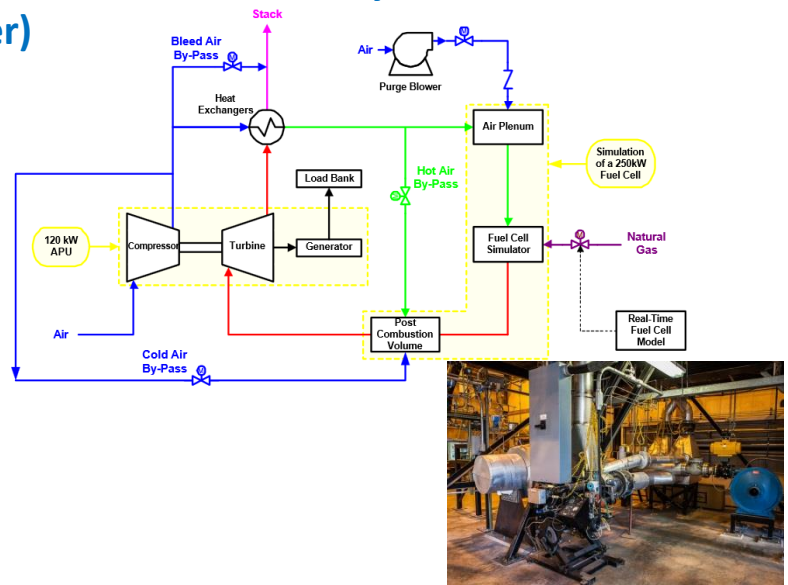 er)
Stack
Bleed Air
By-Pass
M
Air
M
Purge Blower
Heat
Exchangers
Air Plenum
Simulation
of a 250kW
Fuel Cell
Hot Air
By-Pass
Load Bank
120 kW
APU
Compressor
Turbine
Generator
Fuel Cell
Simulator
M
Natural
Gas
Air
Post
Combustion
Volume
Real-Time
Fuel Cell
Model
Cold Air
By-Pass
M